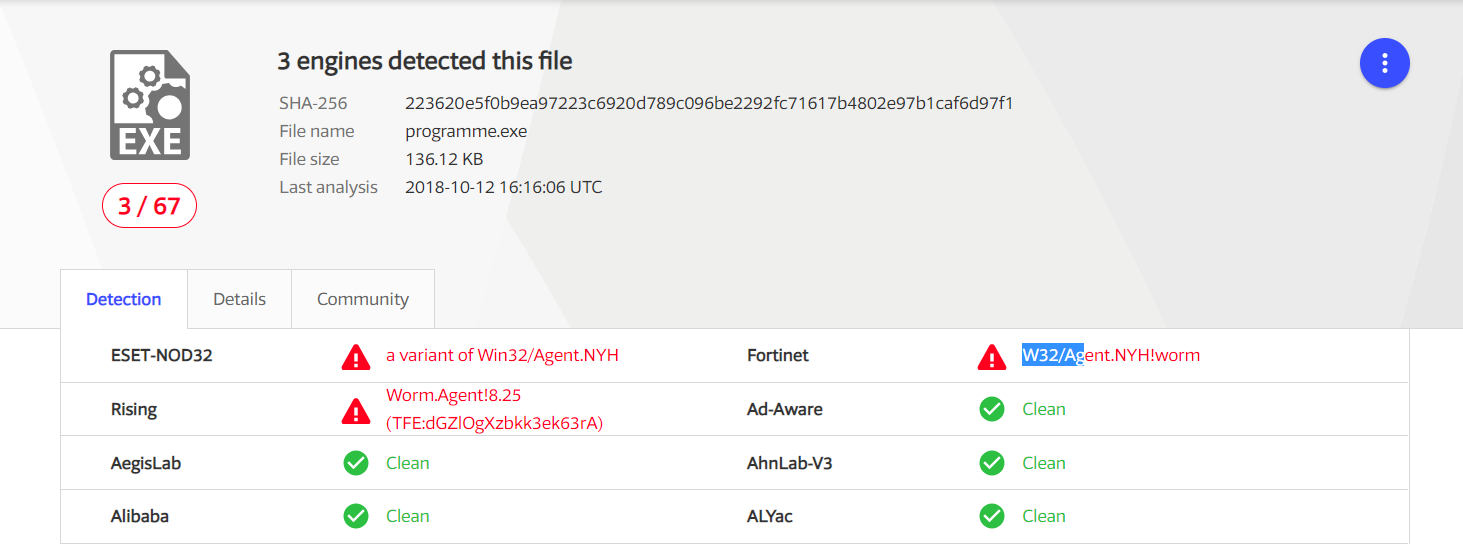 3 engines detected this file
SHA-256 223620e5f0b9ea97223c6920d789c096be2292fc71617b4802e97b1caf6d97f1
File name programme.exe
File size 136.12 KB
Last analysis 2018-10-12 16:16:06 UTC
EXE
3 / 67
Detection Details Community
ESET-NOD32 a variant of Win32/Agent.NYH Fortinet W32/Agent.NYH!worm
Rising Worm.Agent!8.25 (TFE:dGZlOgXzbkk3ek63rA) Ad-Aware Clean
AegisLab Clean AhnLab-V3 Clean
Alibaba Clean ALYac Clean